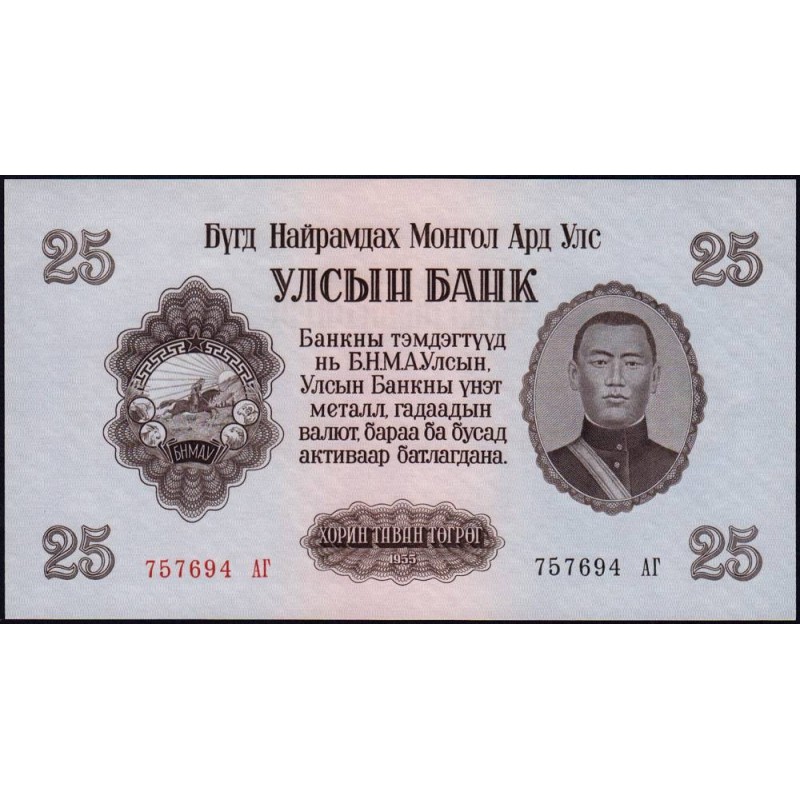 25
Бүгд Найрамдах Монгол Ард Улс
25
УЛСЫН БАНК
Банкны тэмдэгтүүд
нь Б.Н.М.А.Улсын,
Улсын Банкны үнэт
металл, гадаадын
валют, бараа ба бусад
активаар батлагдана.
БНМАУ
ХОРИН ТАВАН ТӨГРӨГ
1955
25
757694 АГ
757694 АГ
25